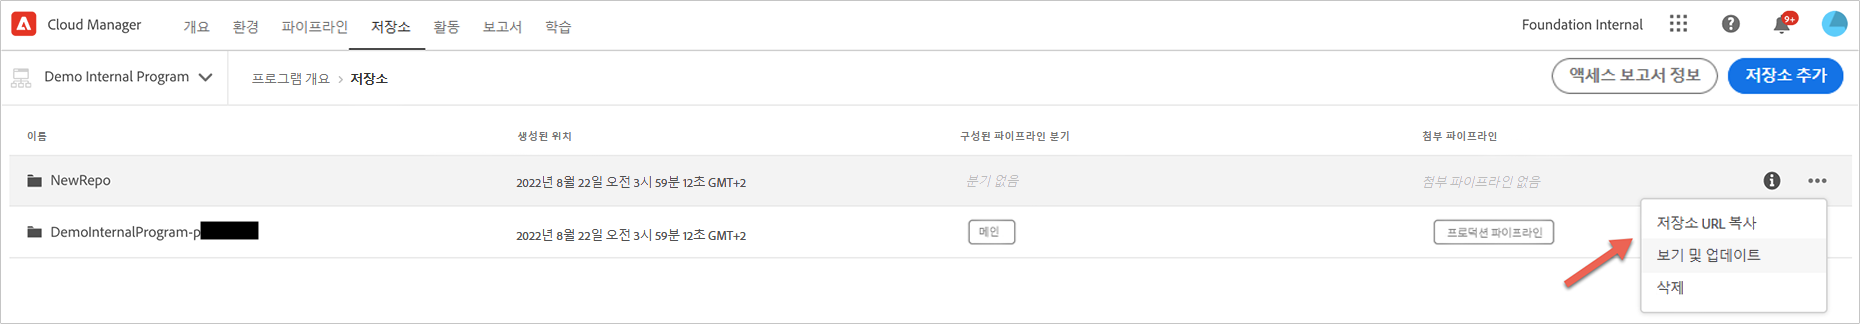 Cloud Manager 개요 환경 파이프라인 저장소 활동 보고서 학습 Foundation Internal 9+
Demo Internal Program 프로그램 개요 > 저장소 액세스 보고서 정보 저장소 추가
이름 생성된 위치 구성된 파이프라인 분기 첨부 파이프라인
NewRepo 2022년 8월 22일 오전 3시 59분 12초 GMT+2 분기 없음 첨부 파이프라인 없음
DemoInternalProgram-p 2022년 8월 22일 오전 3시 59분 12초 GMT+2 메인 프로덕션 파이프라인
저장소 URL 복사
보기 및 업데이트
삭제